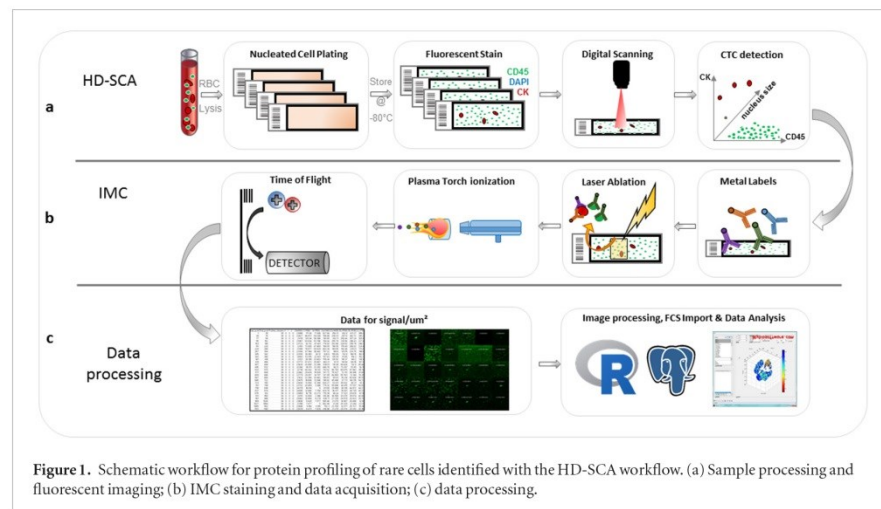 HD-SCA
a
RBC
Lysis
Nucleated Cell Plating
Store
@
-80°C
Fluorescent Stain
CD45
DAPI
CK
Digital Scanning
CTC detection
CK
nucleus size
CD45
IMC
b
Time of Flight
DETECTOR
Plasma Torch ionization
Laser Ablation
Metal Labels
c
Data
processing
Data for signal/um²
Image processing, FCS Import & Data Analysis
R
Figure 1. Schematic workflow for protein profiling of rare cells identified with the HD-SCA workflow. (a) Sample processing and
fluorescent imaging; (b) IMC staining and data acquisition; (c) data processing.